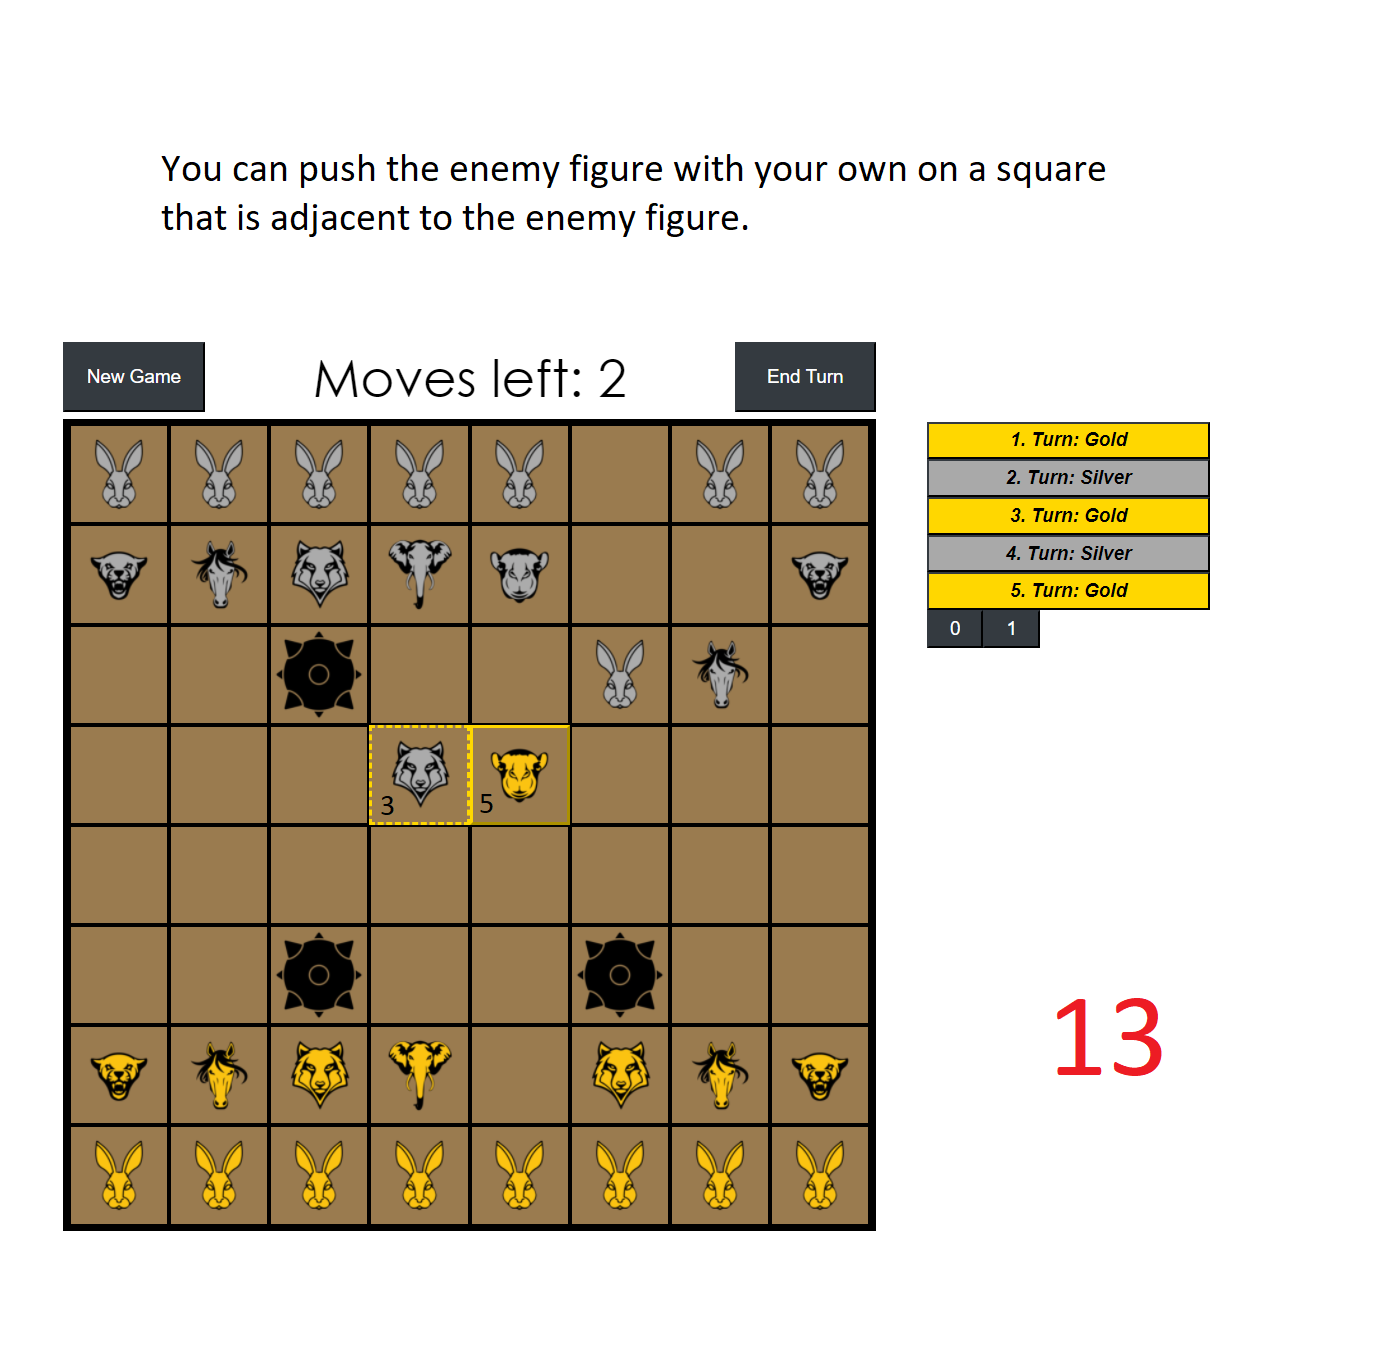 You can push the enemy figure with your own on a square
that is adjacent to the enemy figure.
New Game
Moves left: 2
End Turn
1. Turn: Gold
2. Turn: Silver
3. Turn: Gold
4. Turn: Silver
5. Turn: Gold
0 1
3 5
13